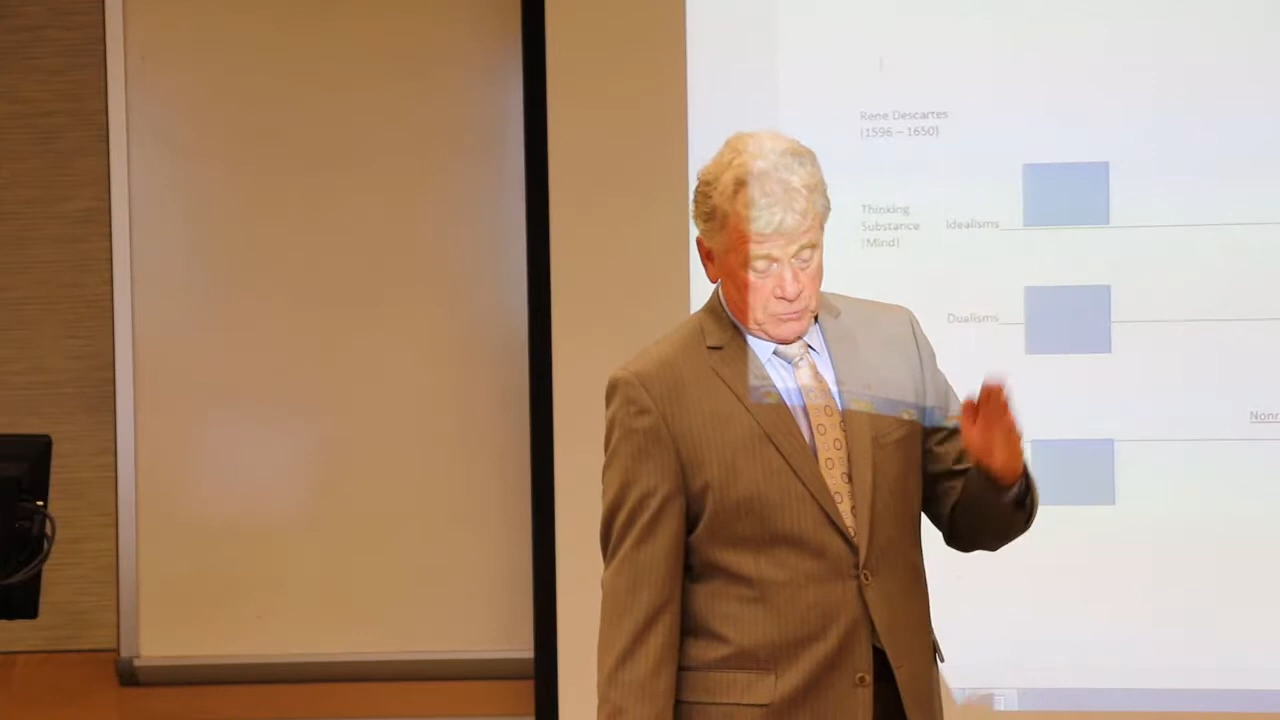 Rene Descartes
(1596 – 1650)
Thinking
Substance
(Mind)
Idealisms
Dualisms